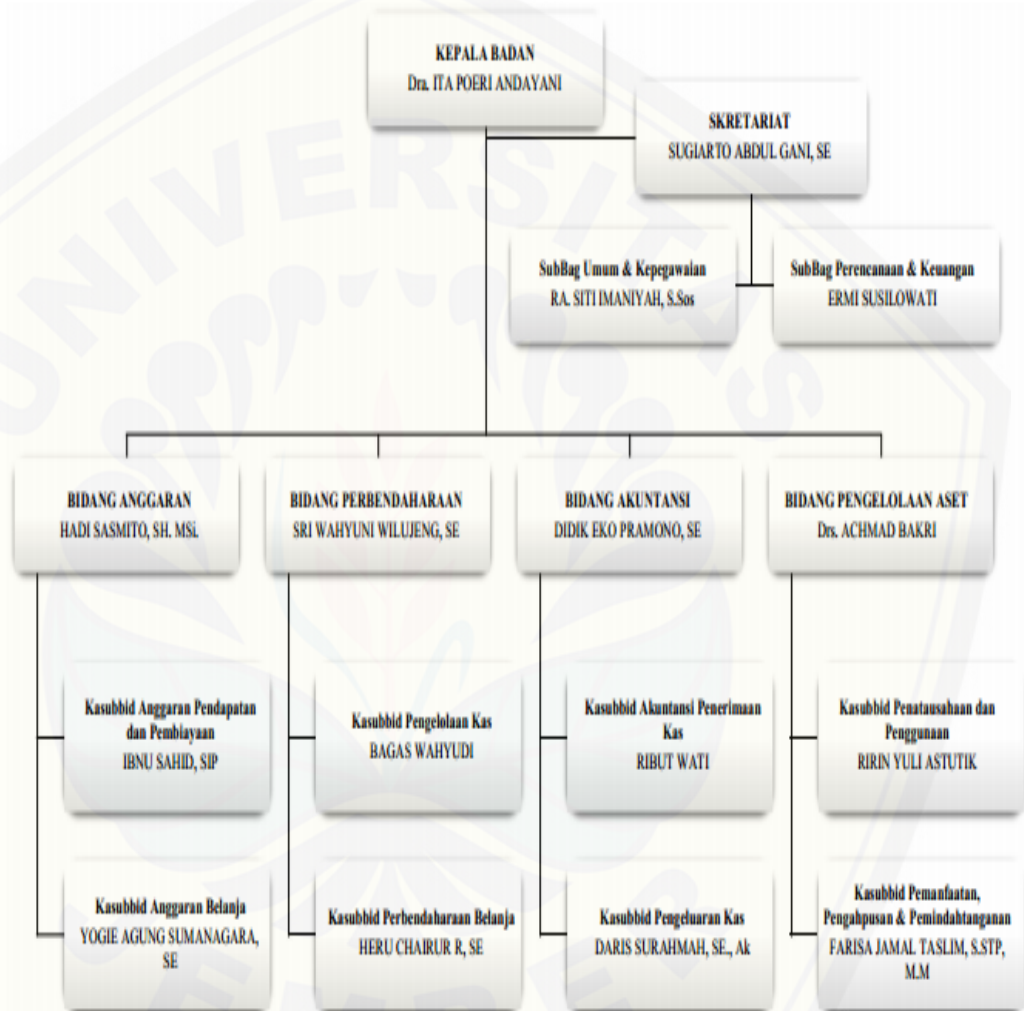 KEPALA BADAN
Dra. ITA POERI ANDAYANI
SKRETARIAT
SUGIARTO ABDUL GANI, SE
SubBag Umum & Kepegawaian
RA. SITI IMANIYAH, S.Sos
SubBag Perencanaan & Keuangan
ERMI SUSILOWATI
BIDANG ANGGARAN
HADI SASMITO, SH. MSi.
BIDANG PERBENDAHARAAN
SRI WAHYUNI WILUJENG, SE
BIDANG AKUNTANSI
DIDIK EKO PRAMONO, SE
BIDANG PENGELOLAAN ASET
Drs. ACHMAD BAKRI
Kasubbid Anggaran Pendapatan
dan Pembiayaan
IBNU SAHID, SIP
Kasubbid Pengelolaan Kas
BAGAS WAHYUDI
Kasubbid Akuntansi Penerimaan
Kas
RIBUT WATI
Kasubbid Penatausahaan dan
Penggunaan
RIRIN YULI ASTUTIK
Kasubbid Anggaran Belanja
YOGIE AGUNG SUMANAGARA,
SE
Kasubbid Perbendaharaan Belanja
HERU CHAIRUR R, SE
Kasubbid Pengeluaran Kas
DARIS SURAHMAH, SE., Ak
Kasubbid Pemanfaatan,
Pengahpusan & Pemindahtanganan
FARISA JAMAL TASLIM, S.STP,
M.M
UNIVERSITAS